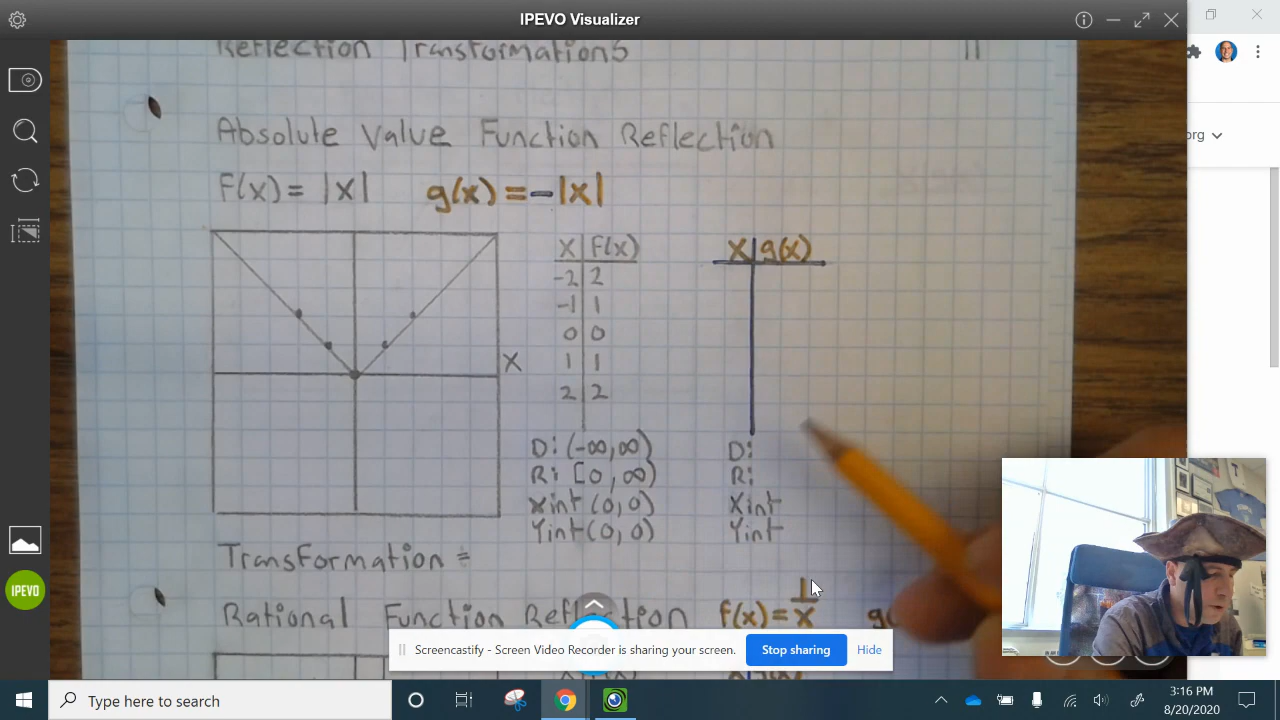 IPEVO Visualizer
Reflection Transformations 11
Absolute Value Function Reflection
F(x) = |X| g(x) = -|x|
X F(x)
-2 2
-1 1
0 0
1 1
2 2
X g(x)
X
D: (-∞, ∞)
R: [0, ∞)
Xint (0, 0)
Yint (0, 0)
D:
R:
Xint
Yint
Transformation =
Rational Function Reflection f(x) = 1/x
org
IPEVO
Screencastify - Screen Video Recorder is sharing your screen.
Stop sharing
Hide
Type here to search
3:16 PM
8/20/2020